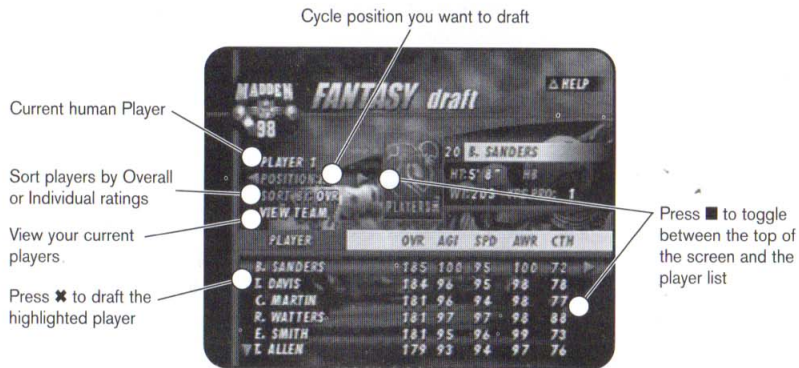 Cycle position you want to draft
Current human Player
Sort players by Overall
or Individual ratings
View your current
players
Press ✖ to draft the
highlighted player
MADDEN
98
FANTASY draft
△ HELP
PLAYER 1
POSITION
SORT BY: OVR
VIEW TEAM
PLAYERS
20 B. SANDERS
HT: 5' 8" HB
WT: 203 1
PLAYER OVR AGI SPD AWR CTH
B. SANDERS 185 100 95 100 72
T. DAVIS 184 96 95 98 78
C. MARTIN 181 96 94 98 77
R. WATTERS 181 97 97 98 88
E. SMITH 181 95 96 99 73
T. ALLEN 179 93 94 97 76
Press ■ to toggle
between the top of
the screen and the
player list